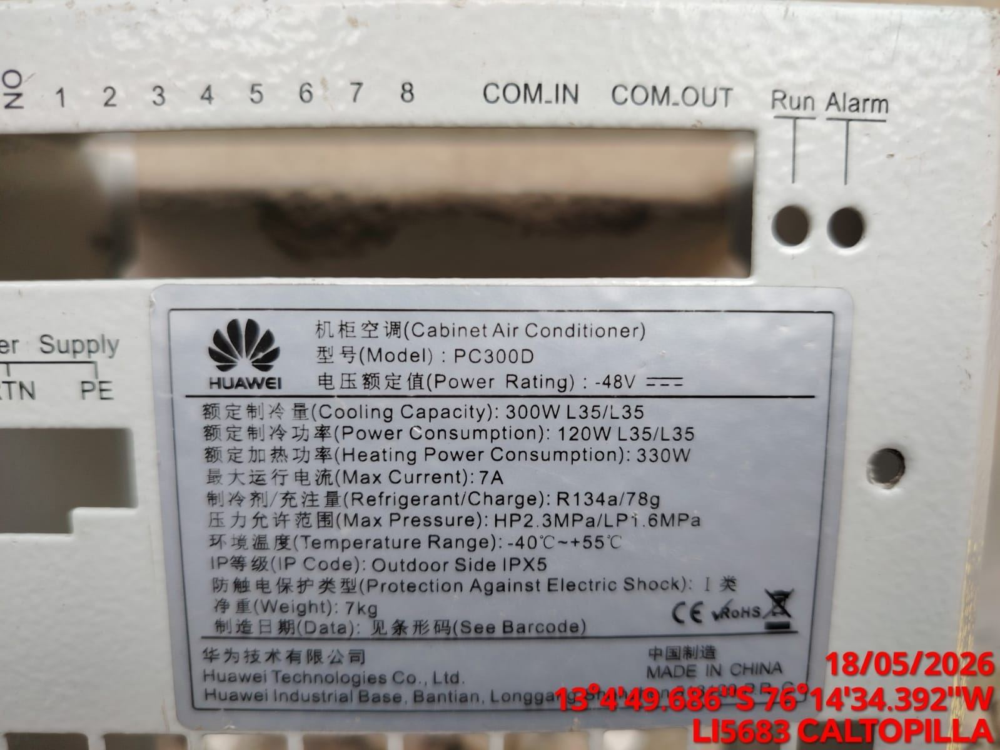 ON 1 2 3 4 5 6 7 8 COM_IN COM_OUT Run Alarm
er Supply
RTN PE
HUAWEI
机柜空调(Cabinet Air Conditioner)
型号(Model) : PC300D
电压额定值(Power Rating) : -48V
额定制冷量(Cooling Capacity): 300W L35/L35
额定制冷功率(Power Consumption): 120W L35/L35
额定加热功率(Heating Power Consumption): 330W
最大运行电流(Max Current): 7A
制冷剂/充注量(Refrigerant/Charge): R134a/78g
压力允许范围(Max Pressure): HP2.3MPa/LP1.6MPa
环境温度(Temperature Range): -40℃~+55℃
IP等级(IP Code): Outdoor Side IPX5
防触电保护类型(Protection Against Electric Shock): I 类
净重(Weight): 7kg
制造日期(Data): 见条形码(See Barcode)
CE RoHS
华为技术有限公司
中国制造
Huawei Technologies Co., Ltd.
MADE IN CHINA
Huawei Industrial Base, Bantian, Longgang
18/05/2026
13°4'49.686"S 76°14'34.392"W
LI5683 CALTOPILLA